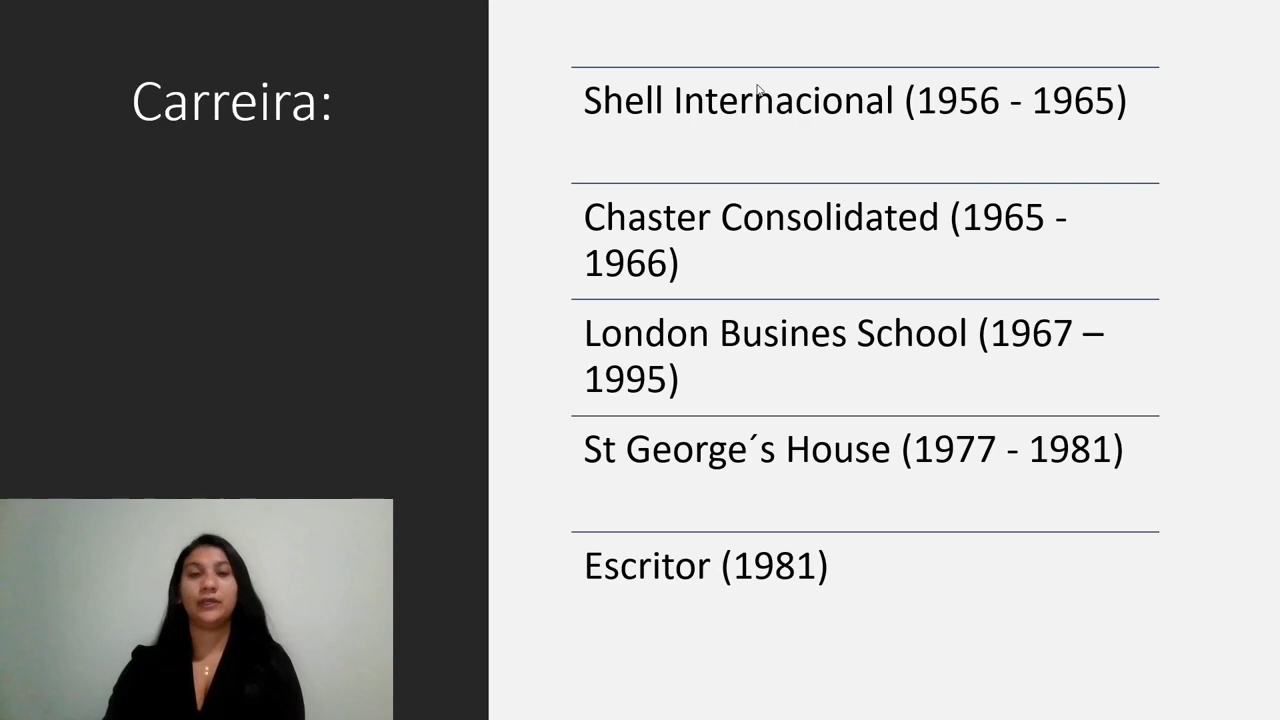 Carreira:
Shell Internacional (1956 - 1965)
Chaster Consolidated (1965 -
1966)
London Busines School (1967 –
1995)
St George´s House (1977 - 1981)
Escritor (1981)